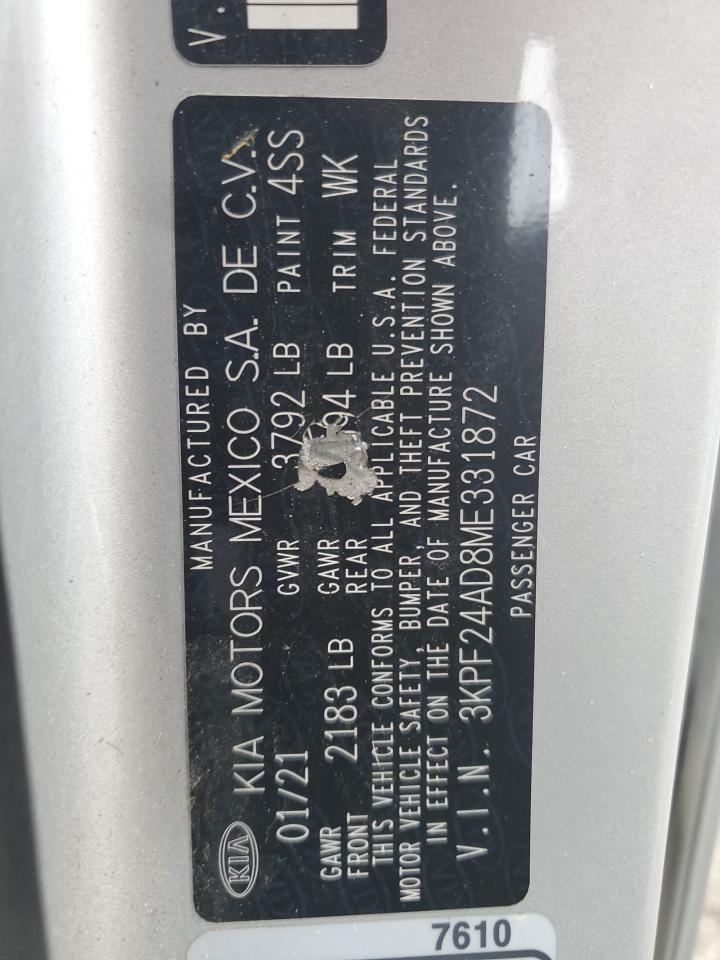 V.
MANUFACTURED BY
KIA KIA MOTORS MEXICO S.A. DE C.V.
01/21 GVWR 3792 LB PAINT 4SS
GAWR FRONT 2183 LB GAWR REAR 94 LB TRIM WK
THIS VEHICLE CONFORMS TO ALL APPLICABLE U.S.A. FEDERAL
MOTOR VEHICLE SAFETY, BUMPER, AND THEFT PREVENTION STANDARDS
IN EFFECT ON THE DATE OF MANUFACTURE SHOWN ABOVE.
V.I.N. 3KPF24AD8ME331872
PASSENGER CAR
7610